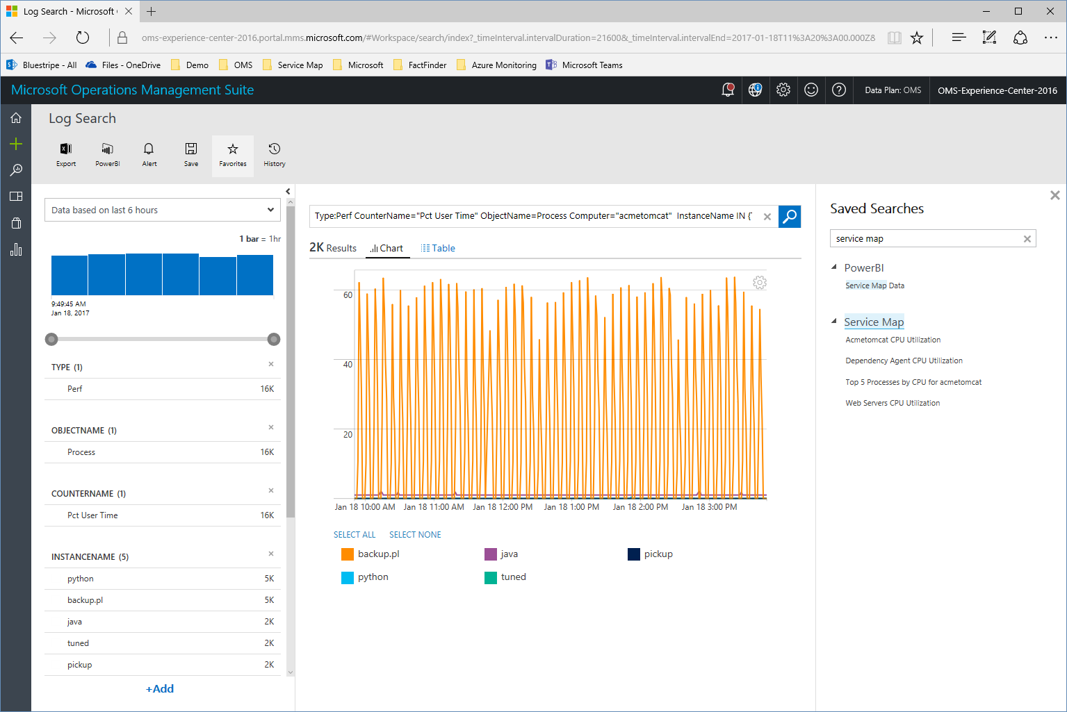 Log Search - Microsoft
oms-experience-center-2016.portal.mms.microsoft.com/#Workspace/search/index?_timeInterval.intervalDuration=21600&_timeInterval.intervalEnd=2017-01-18T11%3A20%3A00.000Z&
Bluestripe - All Files - OneDrive Demo OMS Service Map Microsoft FactFinder Azure Monitoring Microsoft Teams
Microsoft Operations Management Suite
Data Plan: OMS
OMS-Experience-Center-2016
Log Search
Export PowerBI Alert Save Favorites History
Data based on last 6 hours
1 bar = 1hr
9:49:45 AM
Jan 18, 2017
TYPE (1)
Perf 16K
OBJECTNAME (1)
Process 16K
COUNTERNAME (1)
Pct User Time 16K
INSTANCENAME (5)
python 5K
backup.pl 5K
java 2K
tuned 2K
pickup 2K
+Add
Type:Perf CounterName="Pct User Time" ObjectName=Process Computer="acmetomcat" InstanceName IN {
2K Results Chart Table
60
40
20
Jan 18 10:00 AM Jan 18 11:00 AM Jan 18 12:00 PM Jan 18 1:00 PM Jan 18 2:00 PM Jan 18 3:00 PM
SELECT ALL SELECT NONE
backup.pl java pickup
python tuned
Saved Searches
service map
PowerBI
Service Map Data
Service Map
Acmetomcat CPU Utilization
Dependency Agent CPU Utilization
Top 5 Processes by CPU for acmetomcat
Web Servers CPU Utilization